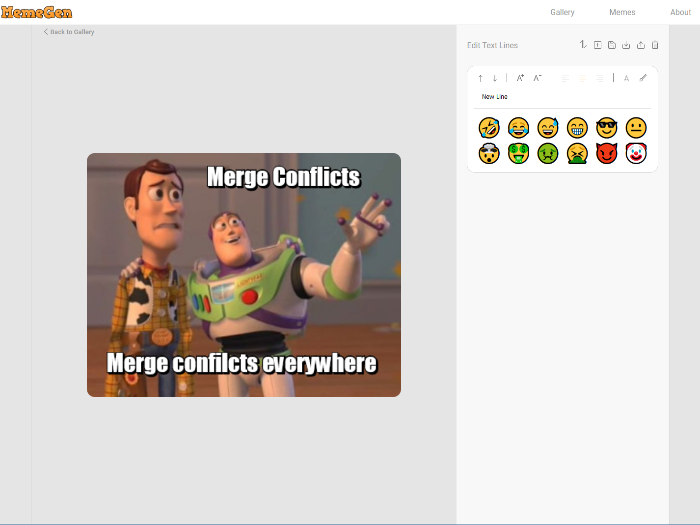 MemeGen
Gallery
Memes
About
Back to Gallery
Edit Text Lines
New Line
Merge Conflicts
Merge confilcts everywhere